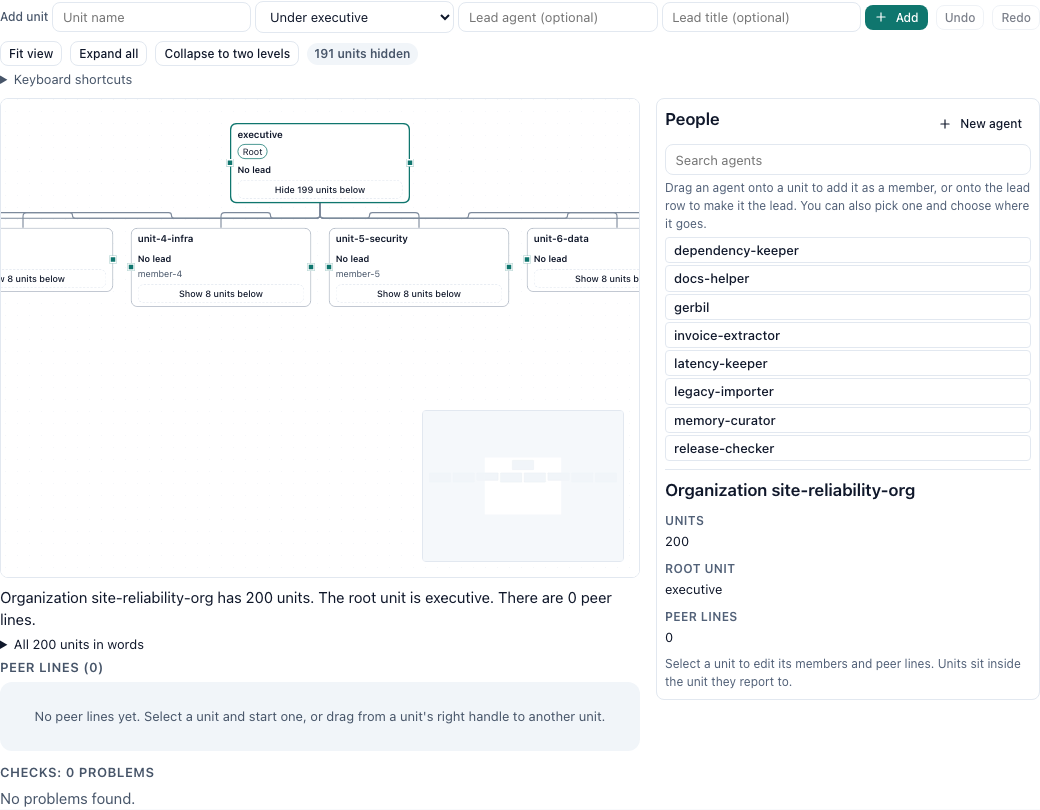 Add unit
Unit name
Under executive
Lead agent (optional)
Lead title (optional)
+ Add
Undo
Redo
Fit view
Expand all
Collapse to two levels
191 units hidden
Keyboard shortcuts
executive
Root
No lead
Hide 199 units below
w 8 units below
unit-4-infra
No lead
member-4
Show 8 units below
unit-5-security
No lead
member-5
Show 8 units below
unit-6-data
No lead
Show 8 units b
Organization site-reliability-org has 200 units. The root unit is executive. There are 0 peer
lines.
All 200 units in words
PEER LINES (0)
No peer lines yet. Select a unit and start one, or drag from a unit's right handle to another unit.
CHECKS: 0 PROBLEMS
No problems found.
People
+ New agent
Search agents
Drag an agent onto a unit to add it as a member, or onto the lead
row to make it the lead. You can also pick one and choose where
it goes.
dependency-keeper
docs-helper
gerbil
invoice-extractor
latency-keeper
legacy-importer
memory-curator
release-checker
Organization site-reliability-org
UNITS
200
ROOT UNIT
executive
PEER LINES
0
Select a unit to edit its members and peer lines. Units sit inside
the unit they report to.